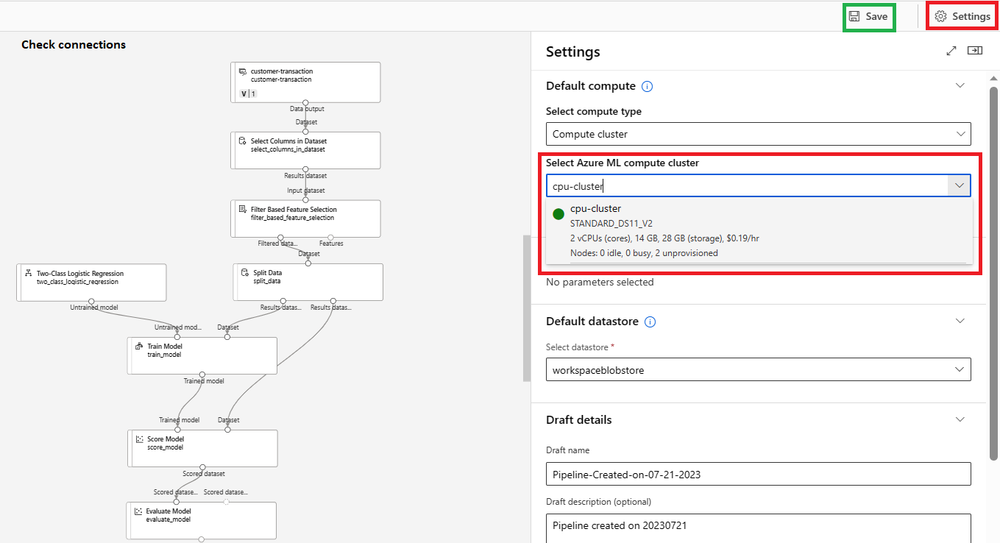 Save
Settings
Check connections
customer-transaction
customer-transaction
V | 1
Data output
Dataset
Select Columns in Dataset
select_columns_in_dataset
Results dataset
Input dataset
Filter Based Feature Selection
filter_based_feature_selection
Filtered data...
Features
Dataset
Two-Class Logistic Regression
two_class_logistic_regression
Untrained model
Split Data
split_data
Results datas...
Results datas...
Untrained mod...
Dataset
Train Model
train_model
Trained model
Trained model
Dataset
Score Model
score_model
Scored dataset
Scored datase...
Scored datase...
Evaluate Model
evaluate_model
Settings
Default compute
Select compute type
Compute cluster
Select Azure ML compute cluster
cpu-cluster
cpu-cluster
STANDARD_DS11_V2
2 vCPUs (cores), 14 GB, 28 GB (storage), $0.19/hr
Nodes: 0 idle, 0 busy, 2 unprovisioned
No parameters selected
Default datastore
Select datastore *
workspaceblobstore
Draft details
Draft name
Pipeline-Created-on-07-21-2023
Draft description (optional)
Pipeline created on 20230721